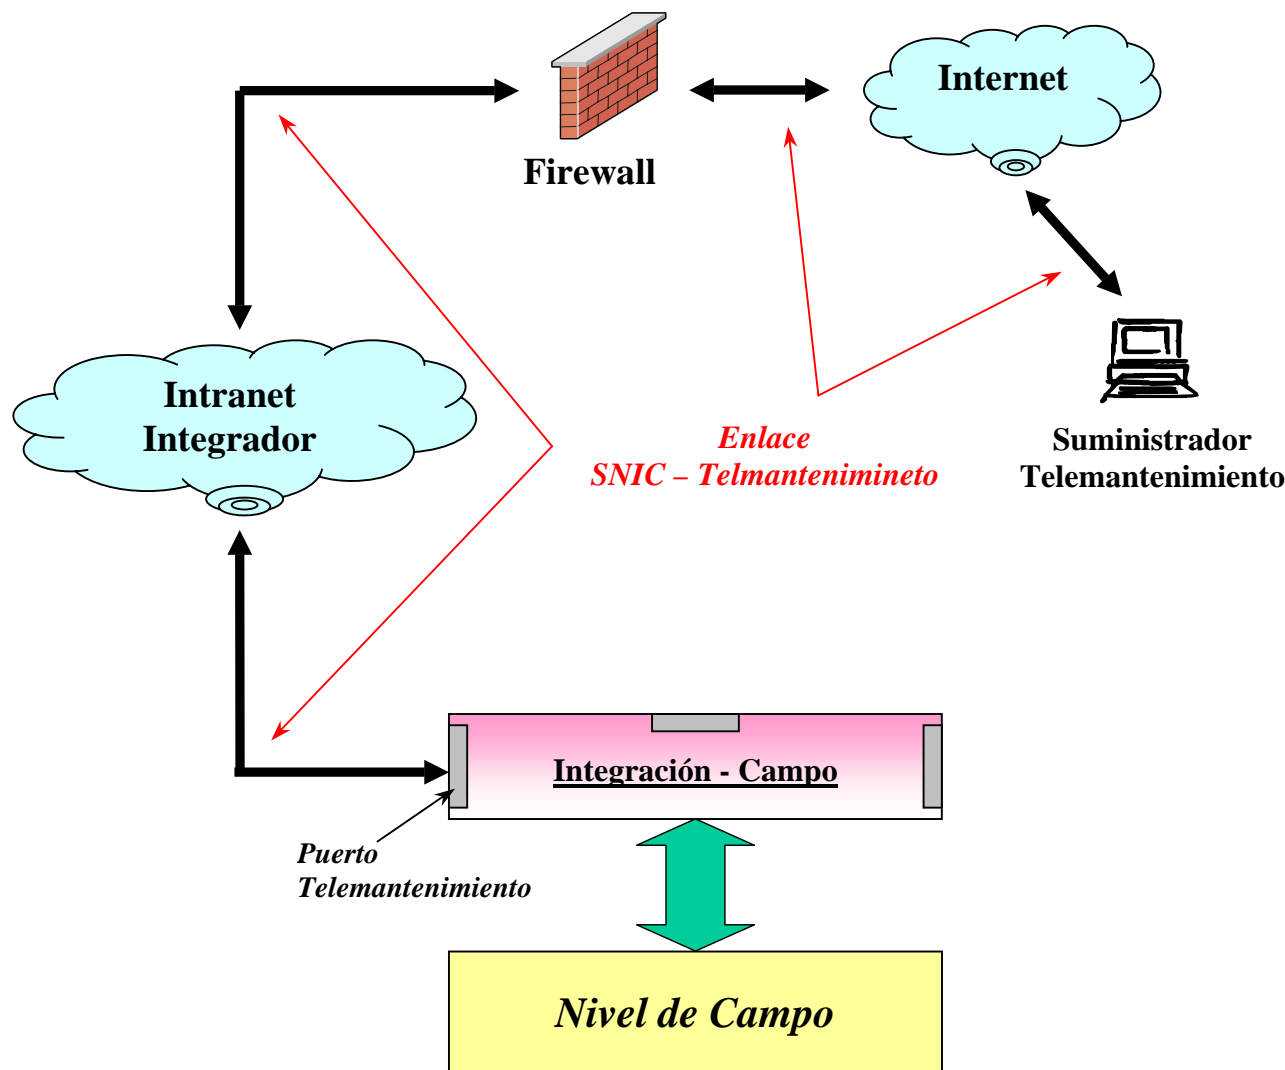 Internet
Firewall
Intranet
Integrador
Enlace
SNIC – Telmantenimineto
Suministrador
Telemantenimiento
Integración - Campo
Puerto
Telemantenimiento
Nivel de Campo